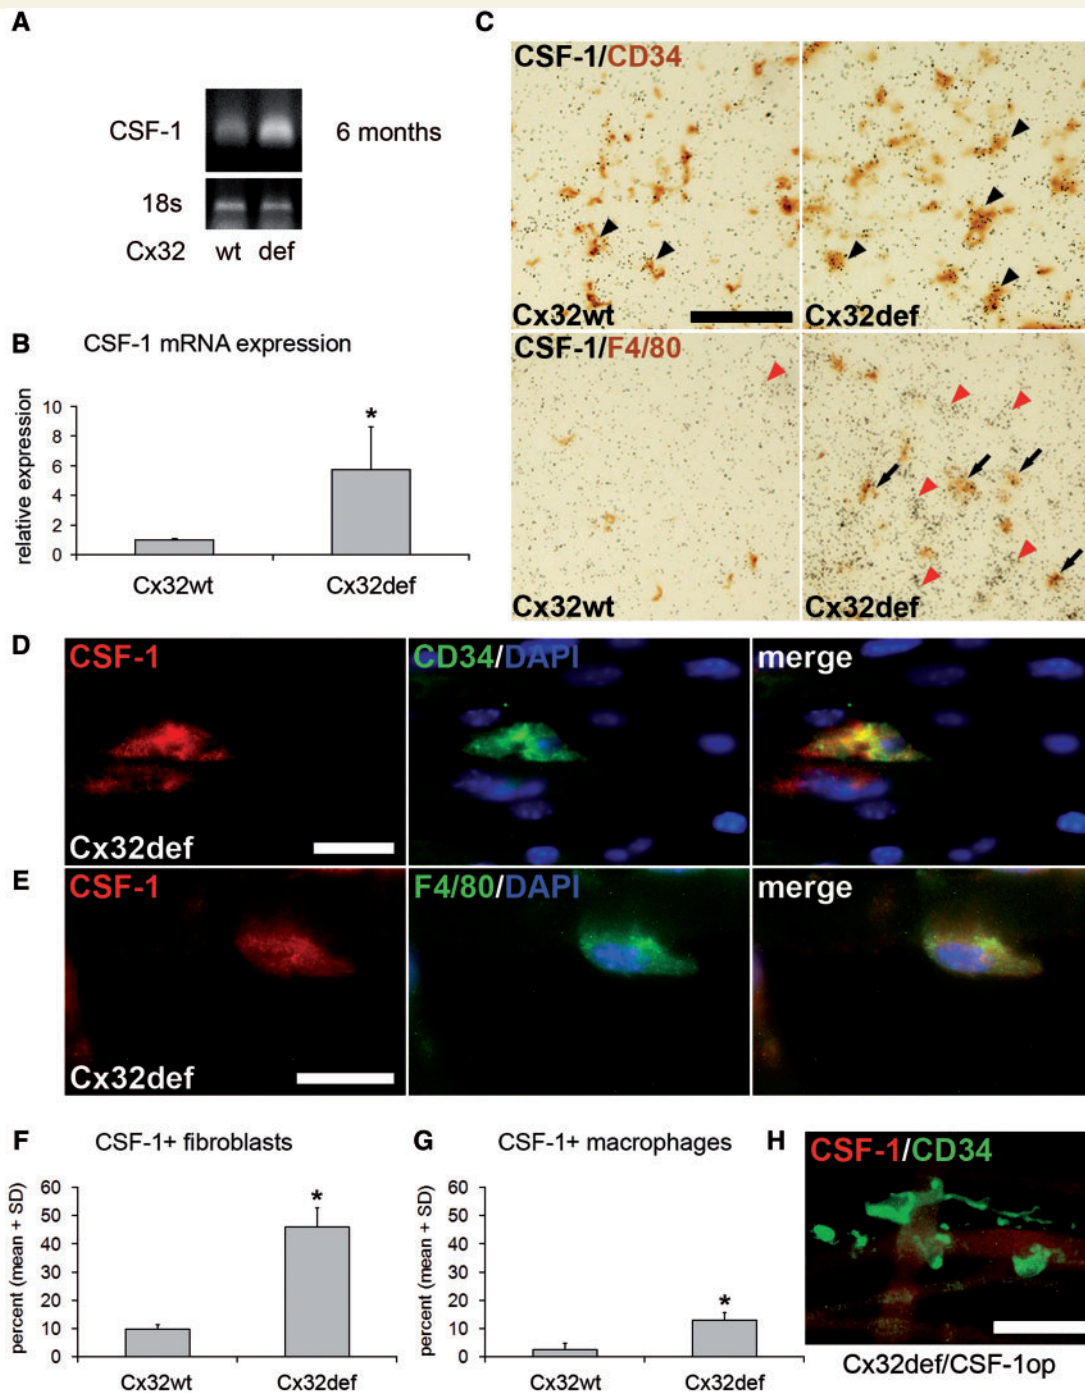 A
CSF-1
6 months
18s
Cx32 wt def
B
CSF-1 mRNA expression
relative expression
10
8
6
4
2
0
*
Cx32wt
Cx32def
C
CSF-1/CD34
Cx32wt
Cx32def
CSF-1/F4/80
Cx32wt
Cx32def
D
CSF-1
Cx32def
CD34/DAPI
merge
E
CSF-1
Cx32def
F4/80/DAPI
merge
F
CSF-1+ fibroblasts
percent (mean + SD)
60
50
40
30
20
10
0
*
Cx32wt
Cx32def
G
CSF-1+ macrophages
percent (mean + SD)
60
50
40
30
20
10
0
*
Cx32wt
Cx32def
H
CSF-1/CD34
Cx32def/CSF-1op